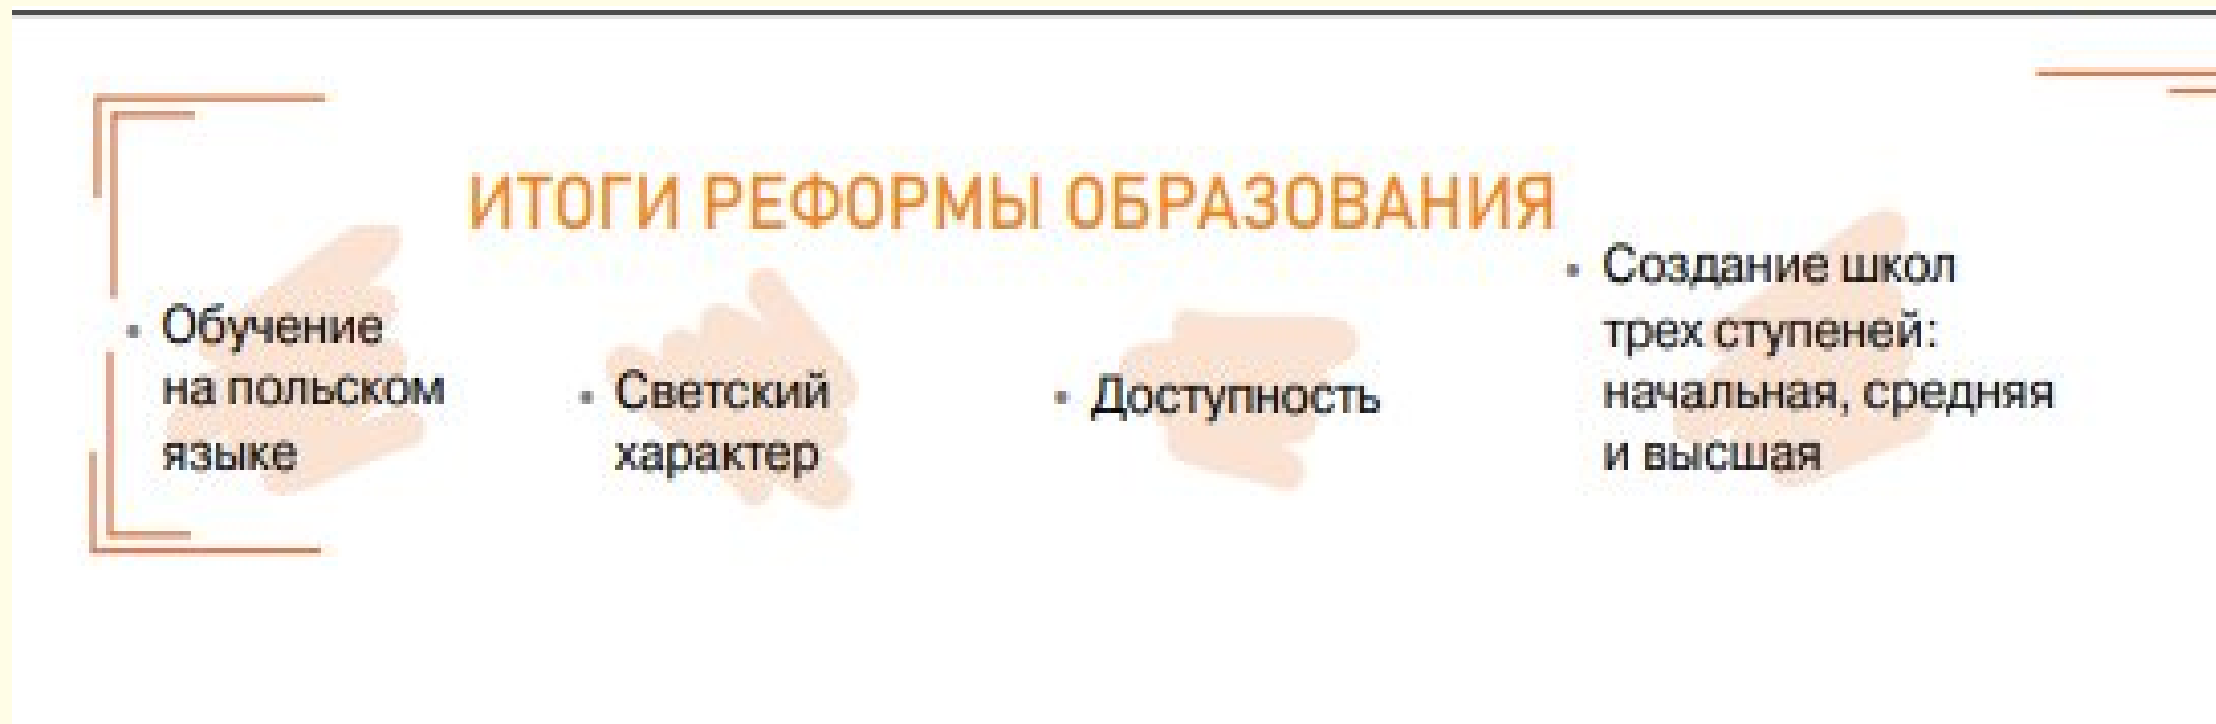 ИТОГИ РЕФОРМЫ ОБРАЗОВАНИЯ
• Обучение
на польском
языке
• Светский
характер
• Доступность
• Создание школ
трех ступеней:
начальная, средняя
и высшая